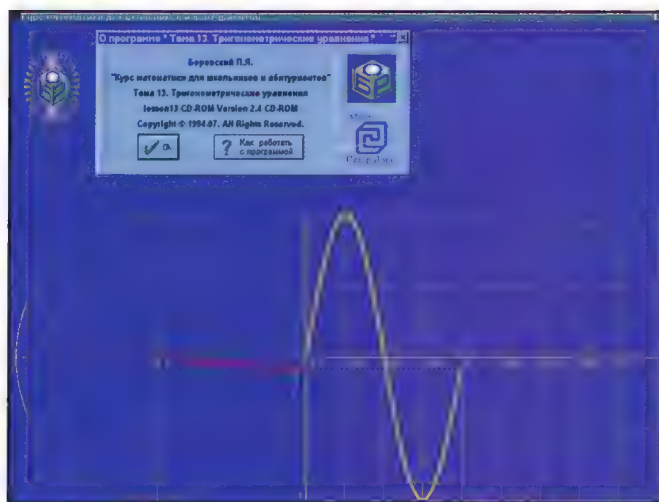 О программе "Тема 13. Тригонометрические уравнение"
Боровский П.Я.
"Курс математики для школьников и абитуриентов"
Тема 13. Тригонометрические уравнения
lesson13 CD-ROM Version 2.4 CD-ROM
Copyright © 1994-97. All Rights Reserved.
Ok
? Как работать
с программой